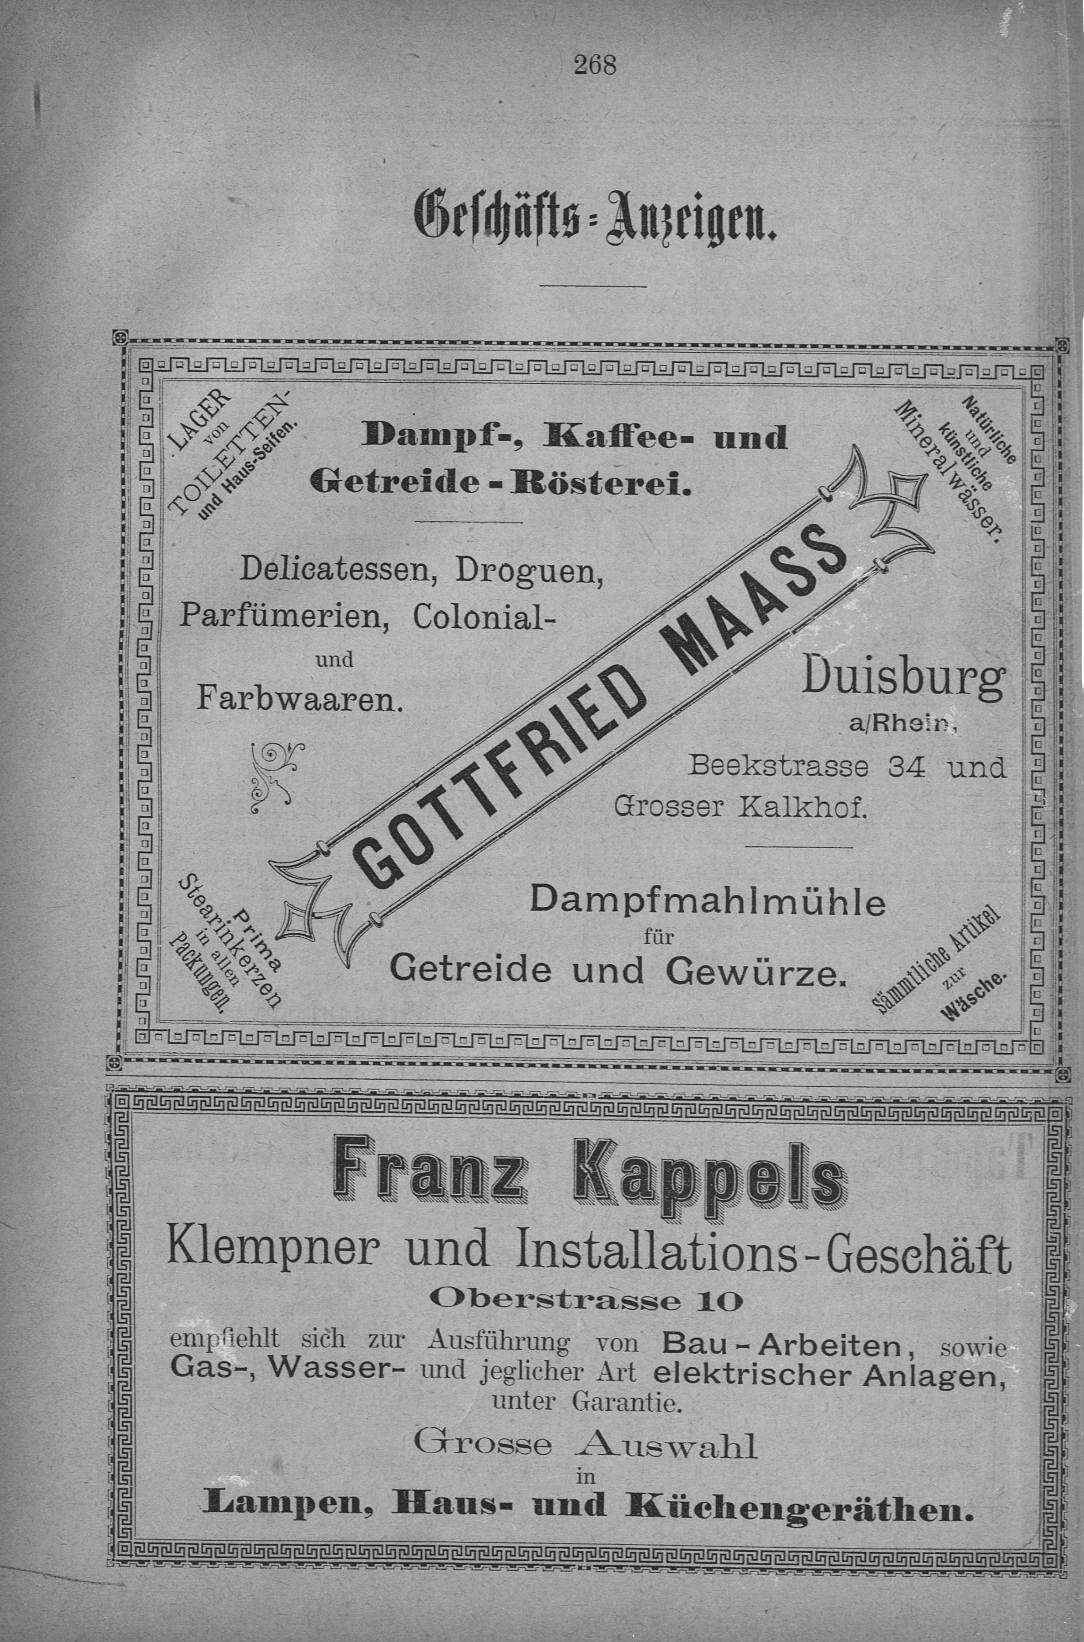 268
Geschäfts-Anzeigen.
LAGER
von
TOILETTEN-
und Haus-Seifen.
Dampf-, Kaffee- und
Getreide-Rösterei.
Natürliche
und
künstliche
Mineralwässer.
Delicatessen, Droguen,
Parfümerien, Colonial-
und
Farbwaaren.
GOTTFRIED MAASS
Duisburg
a/Rhein,
Beekstrasse 34 und
Grosser Kalkhof.
Prima
Stearinkerzen
in allen
Packungen.
Dampfmahlmühle
für
Getreide und Gewürze.
Sämmtliche Artikel
zur
Wäsche.
Franz Kappels
Klempner und Installations-Geschäft
Oberstrasse 10
empfiehlt sich zur Ausführung von Bau-Arbeiten, sowie
Gas-, Wasser- und jeglicher Art elektrischer Anlagen,
unter Garantie.
Grosse Auswahl
in
Lampen, Haus- und Küchengeräthen.